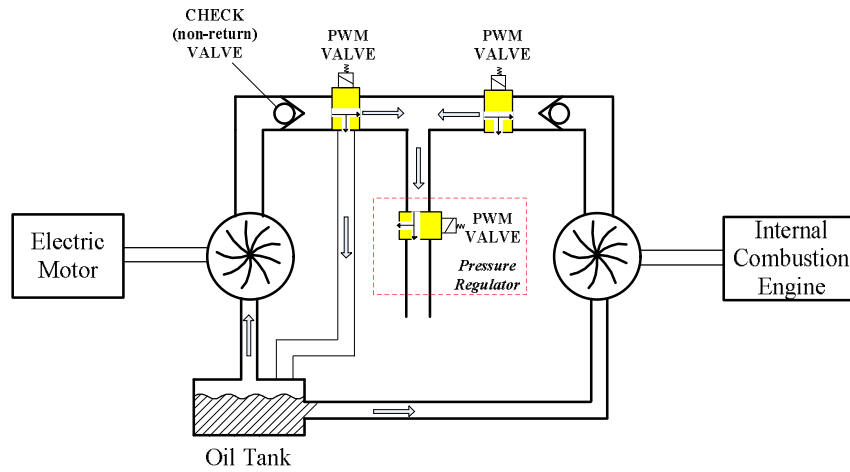 CHECK
(non-return)
VALVE
PWM
VALVE
PWM
VALVE
Electric
Motor
PWM
VALVE
Pressure
Regulator
Internal
Combustion
Engine
Oil Tank